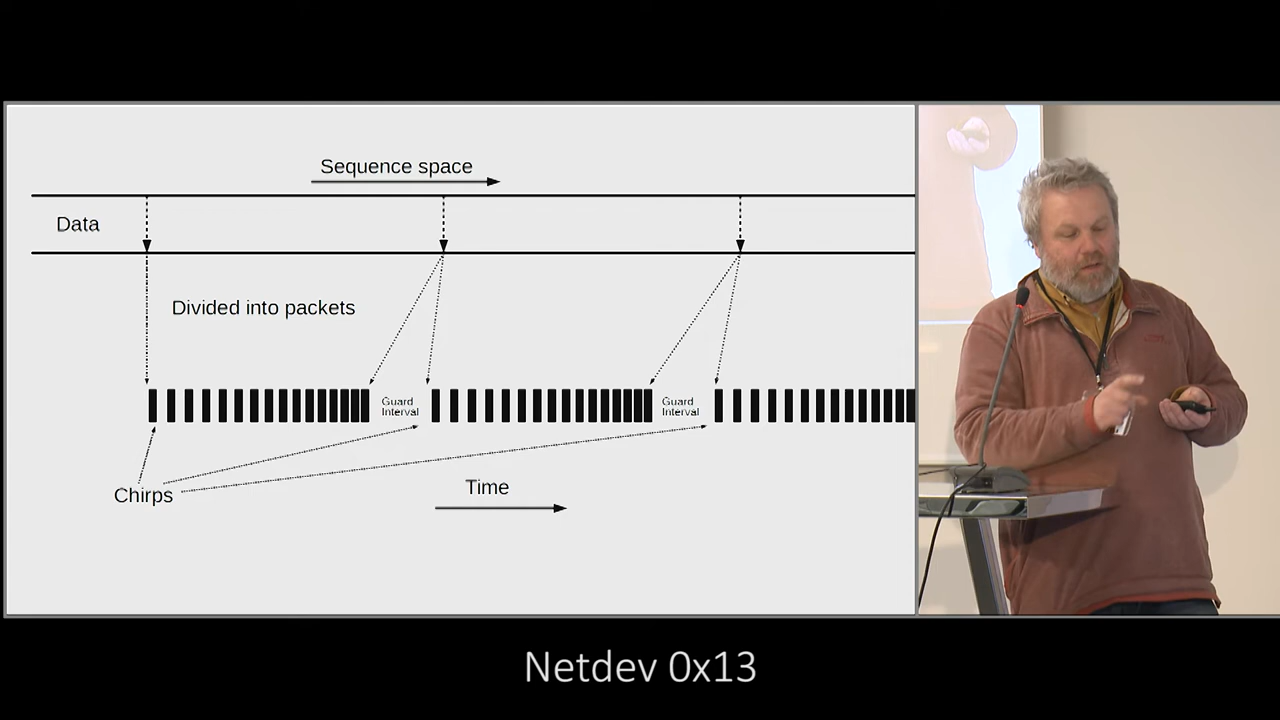 Sequence space
Data
Divided into packets
Guard
Interval
Guard
Interval
Chirps
Time
Netdev 0x13